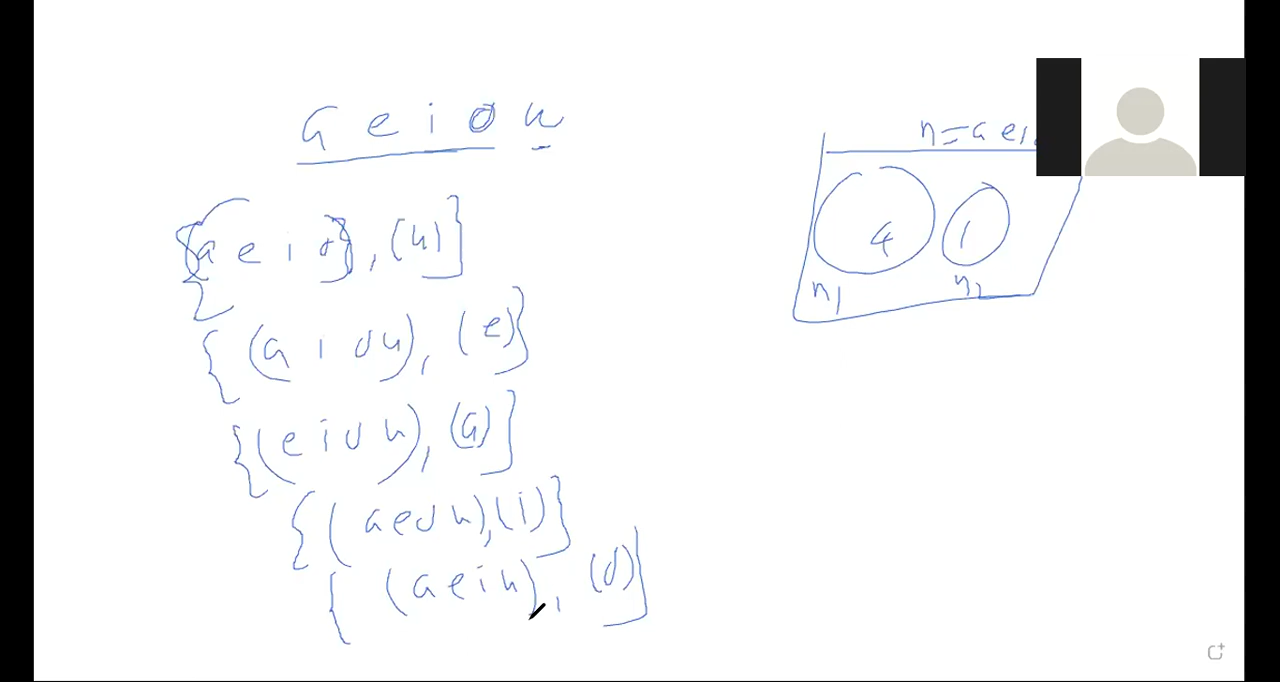 a e i o u
{(a e i o), (u)}
{(a i o u), (e)}
{(e i o u), (a)}
{(a e o u), (i)}
{(a e i u), (o)}
n = a e i
4 1
n1 n2